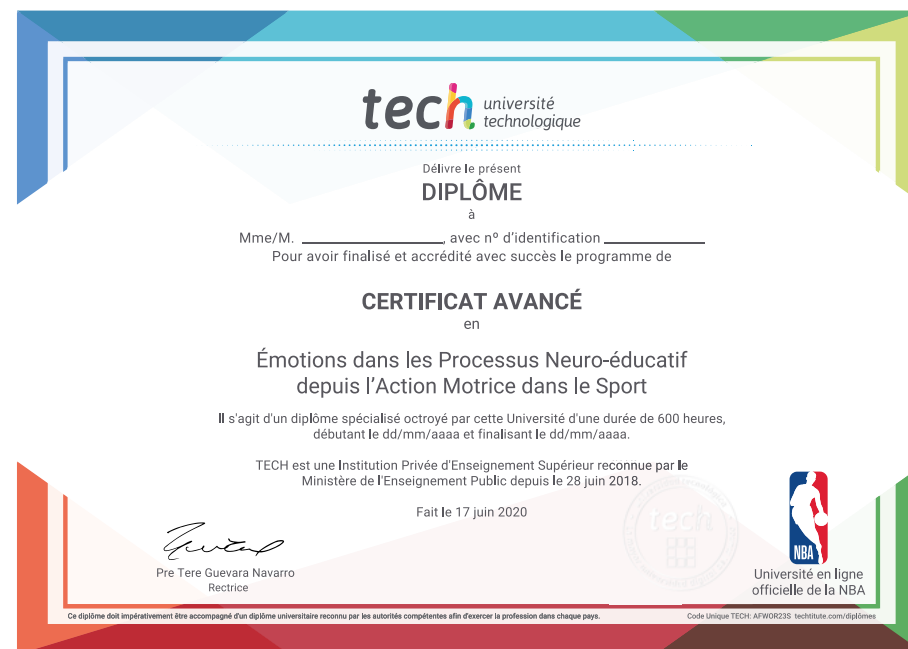 tech université
technologique
Délivre le présent
DIPLÔME
à
Mme/M. ____________________, avec nº d'identification ______________
Pour avoir finalisé et accrédité avec succès le programme de
CERTIFICAT AVANCÉ
en
Émotions dans les Processus Neuro-éducatif
depuis l'Action Motrice dans le Sport
Il s'agit d'un diplôme spécialisé octroyé par cette Université d'une durée de 600 heures,
débutant le dd/mm/aaaa et finalisant le dd/mm/aaaa.
TECH est une Institution Privée d'Enseignement Supérieur reconnue par le
Ministère de l'Enseignement Public depuis le 28 juin 2018.
Fait le 17 juin 2020
tech
Pre Tere Guevara Navarro
Rectrice
NBA
Université en ligne
officielle de la NBA
Ce diplôme doit impérativement être accompagné d'un diplôme universitaire reconnu par les autorités compétentes afin d'exercer la profession dans chaque pays.
Code Unique TECH: AFWOR23S techtitute.com/diplômes